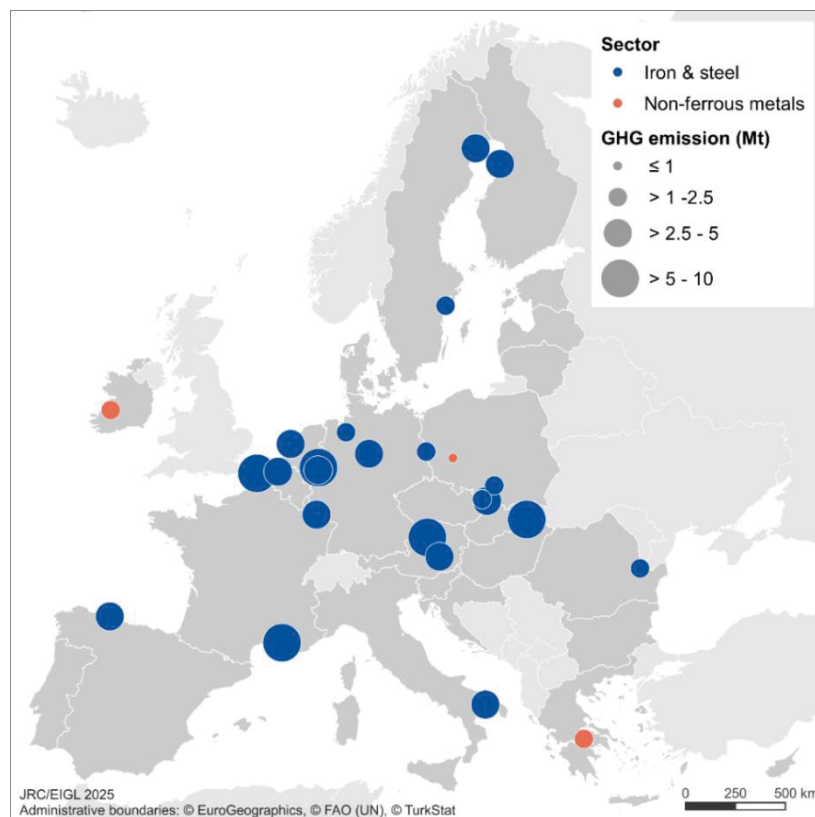 Sector
Iron & steel
Non-ferrous metals
GHG emission (Mt)
≤ 1
> 1 -2.5
> 2.5 - 5
> 5 - 10
JRC/EIGL 2025
Administrative boundaries: © EuroGeographics, © FAO (UN), © TurkStat
0 250 500 km